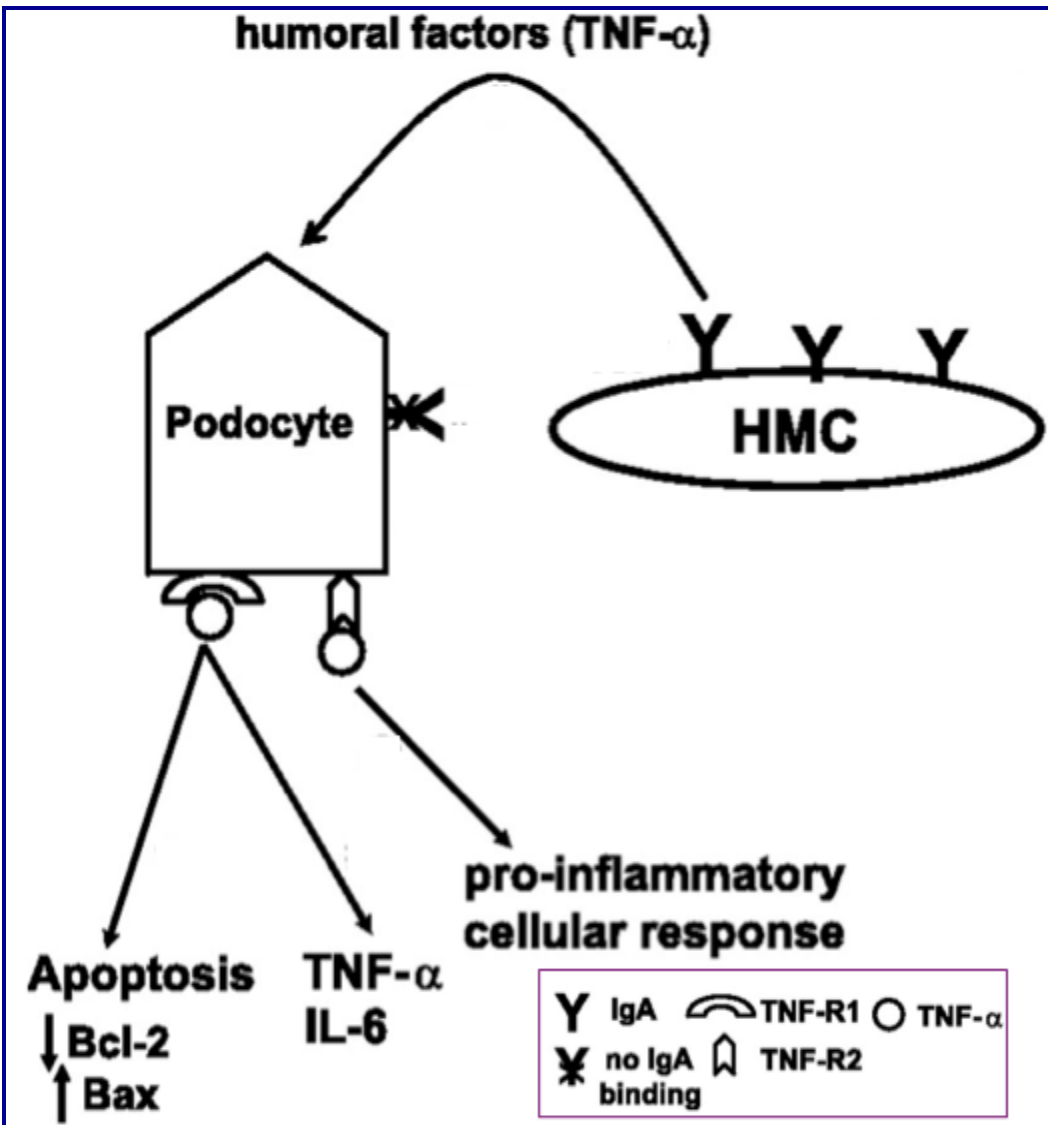 humoral factors (TNF-α)
Podocyte
HMC
pro-inflammatory
cellular response
Apoptosis
↓Bcl-2
↑Bax
TNF-α
IL-6
IgA
TNF-R1
TNF-α
no IgA
binding
TNF-R2